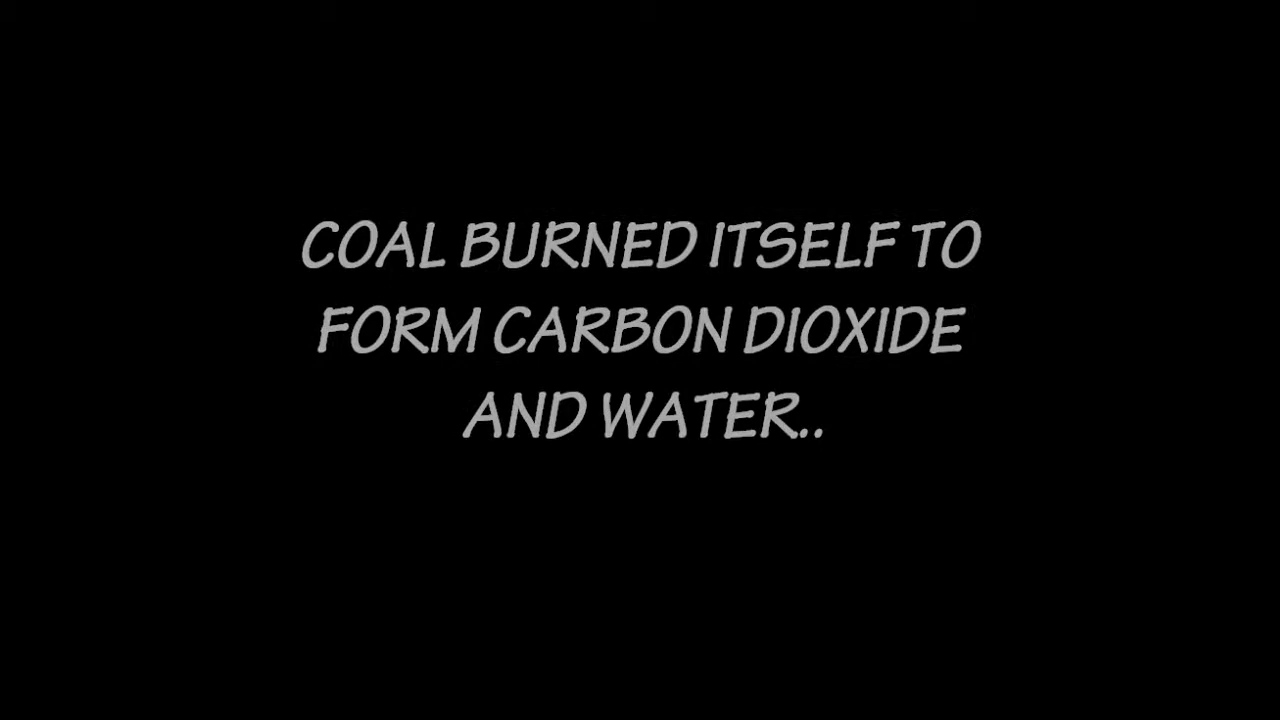 COAL BURNED ITSELF TO
FORM CARBON DIOXIDE
AND WATER..